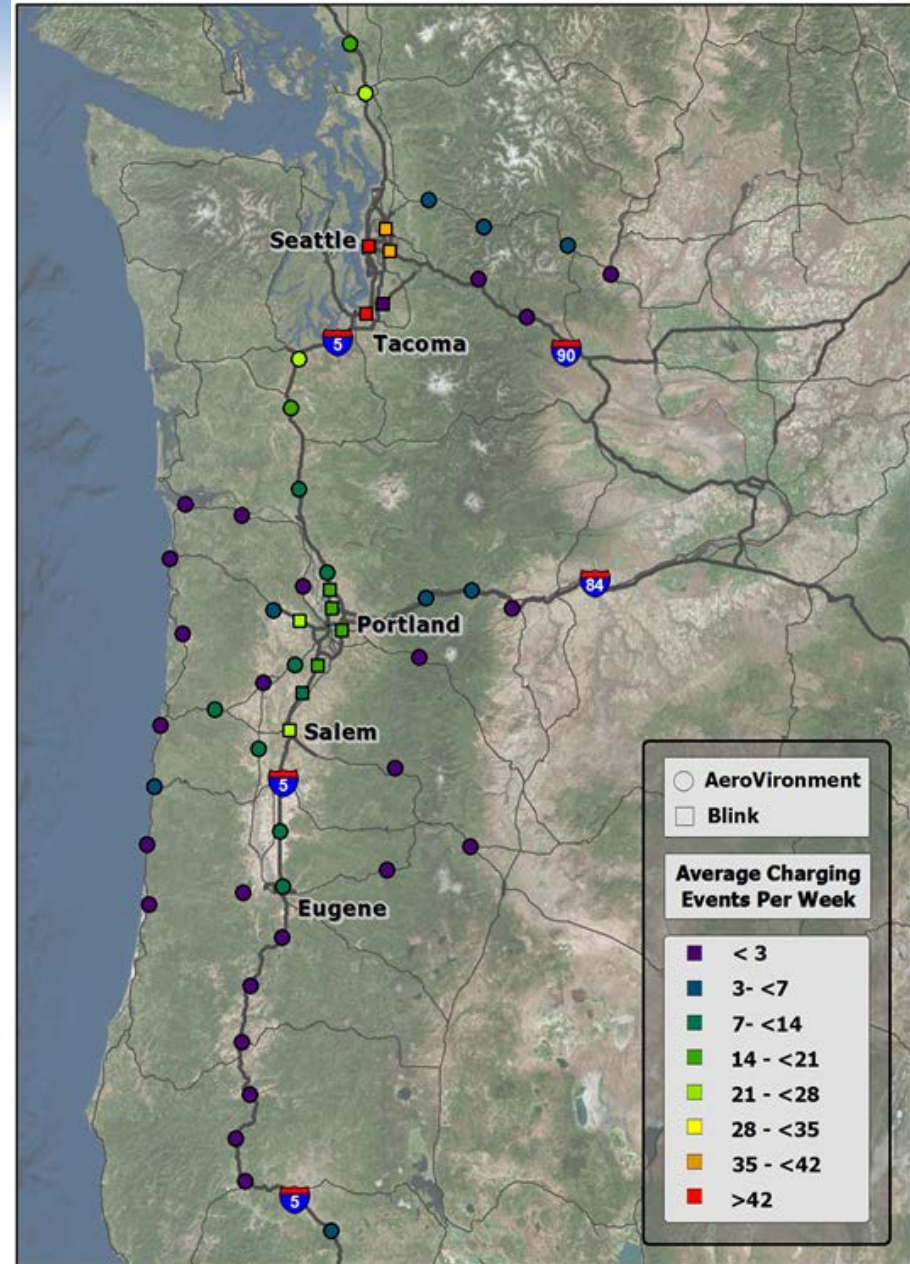 Seattle
Tacoma
5
90
84
Portland
Salem
5
Eugene
5
AeroVironment
Blink
Average Charging
Events Per Week
< 3
3- <7
7- <14
14 - <21
21 - <28
28 - <35
35 - <42
>42